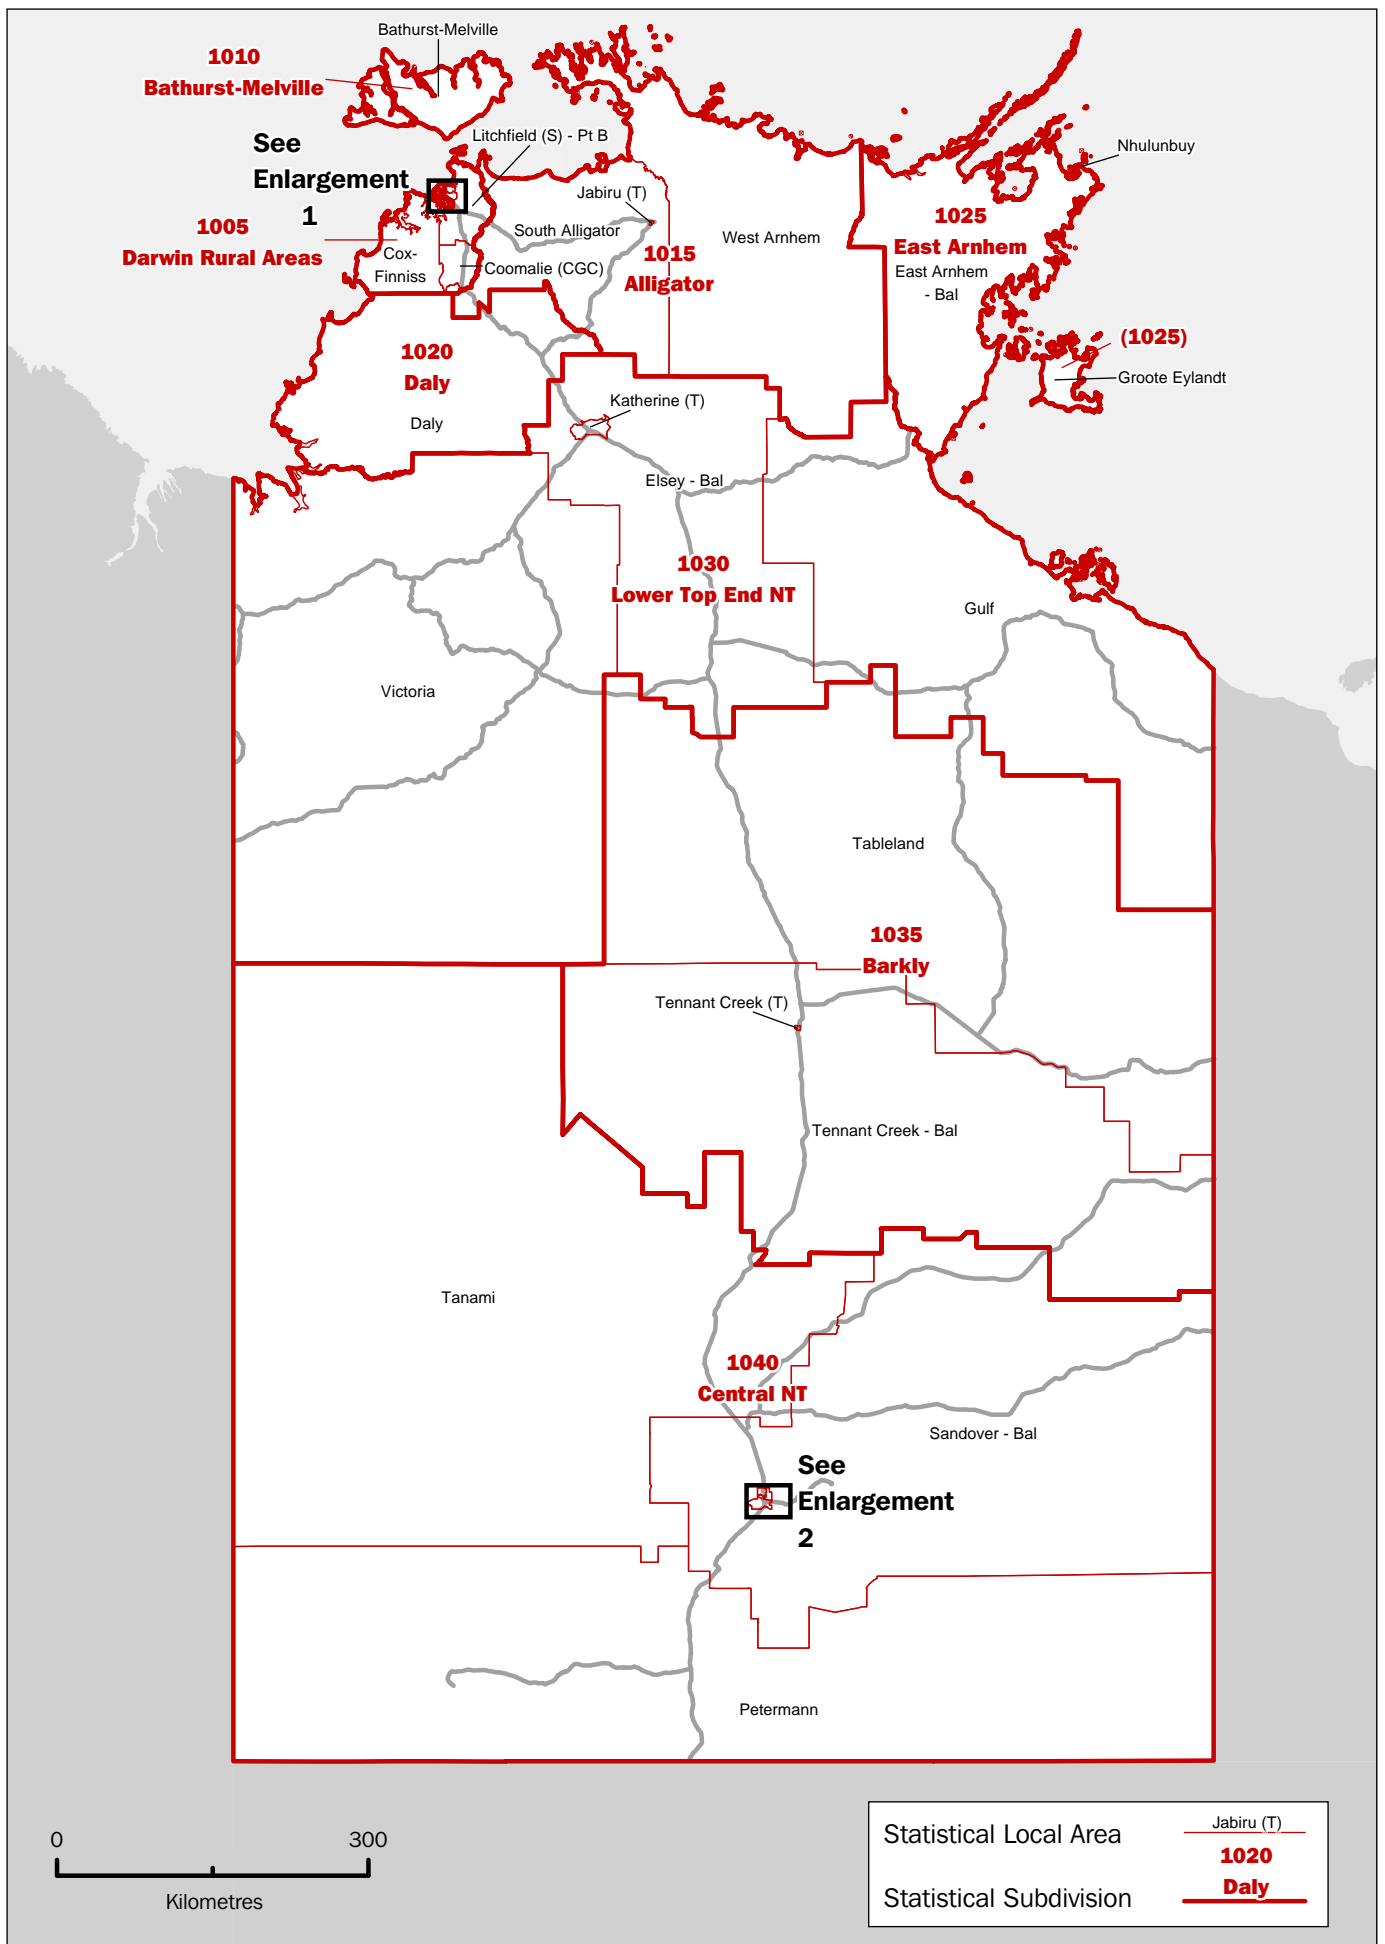 Bathurst-Melville
1010
Bathurst-Melville
See
Enlargement
1
Litchfield (S) - Pt B
Nhulunbuy
Jabiru (T)
1005
Darwin Rural Areas
South Alligator
West Arnhem
1025
East Arnhem
East Arnhem
- Bal
Cox-
Finniss
Coomalie (CGC)
1015
Alligator
(1025)
Groote Eylandt
1020
Daly
Daly
Katherine (T)
Elsey - Bal
1030
Lower Top End NT
Gulf
Victoria
Tableland
1035
Barkly
Tennant Creek (T)
Tennant Creek - Bal
Tanami
1040
Central NT
Sandover - Bal
See
Enlargement
2
Petermann
0 300
Kilometres
Statistical Local Area
Jabiru (T)
1020
Daly
Statistical Subdivision